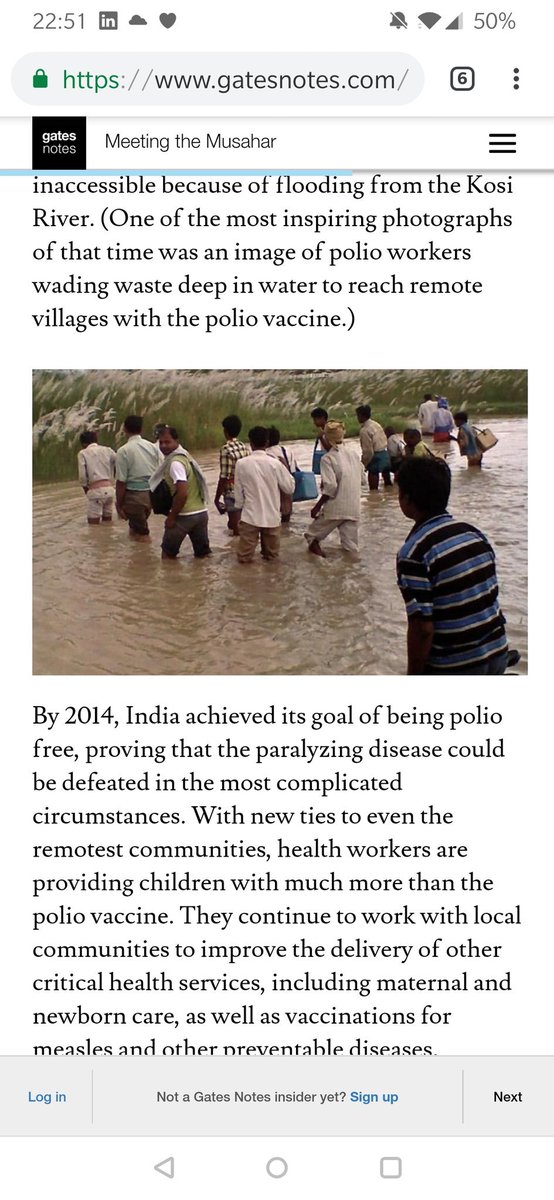 22:51
50%
https://www.gatesnotes.com/
6
gates
notes
Meeting the Musahar
inaccessible because of flooding from the Kosi
River. (One of the most inspiring photographs
of that time was an image of polio workers
wading waste deep in water to reach remote
villages with the polio vaccine.)
By 2014, India achieved its goal of being polio
free, proving that the paralyzing disease could
be defeated in the most complicated
circumstances. With new ties to even the
remotest communities, health workers are
providing children with much more than the
polio vaccine. They continue to work with local
communities to improve the delivery of other
critical health services, including maternal and
newborn care, as well as vaccinations for
measles and other preventable diseases.
Log in
Not a Gates Notes insider yet? Sign up
Next